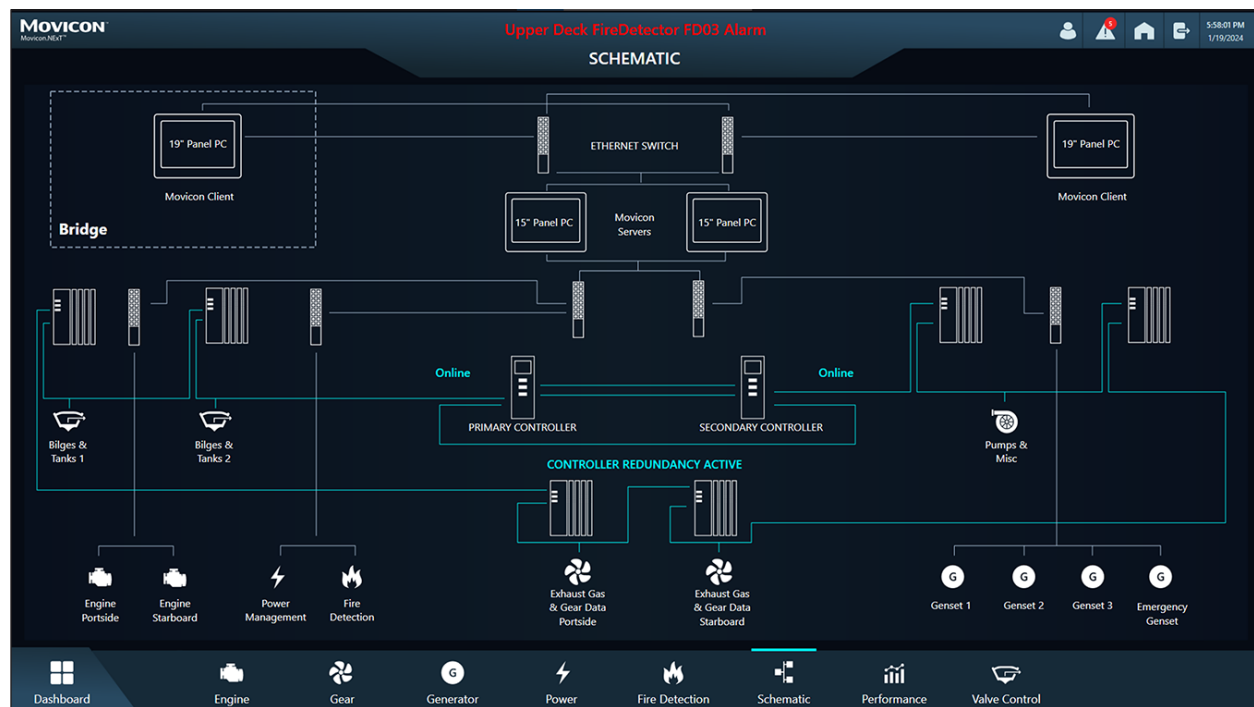 MOVICON
Movicon.NExT™
Upper Deck FireDetector FD03 Alarm
5
5:58:01 PM
1/19/2024
SCHEMATIC
19" Panel PC
ETHERNET SWITCH
19" Panel PC
Movicon Client
Movicon Client
15" Panel PC
Movicon
Servers
15" Panel PC
Bridge
Online
Online
PRIMARY CONTROLLER
SECONDARY CONTROLLER
Bilges &
Tanks 1
Bilges &
Tanks 2
Pumps &
Misc
CONTROLLER REDUNDANCY ACTIVE
Engine
Portside
Engine
Starboard
Power
Management
Fire
Detection
Exhaust Gas
& Gear Data
Portside
Exhaust Gas
& Gear Data
Starboard
G
G
G
G
Genset 1
Genset 2
Genset 3
Emergency
Genset
G
Dashboard
Engine
Gear
Generator
Power
Fire Detection
Schematic
Performance
Valve Control